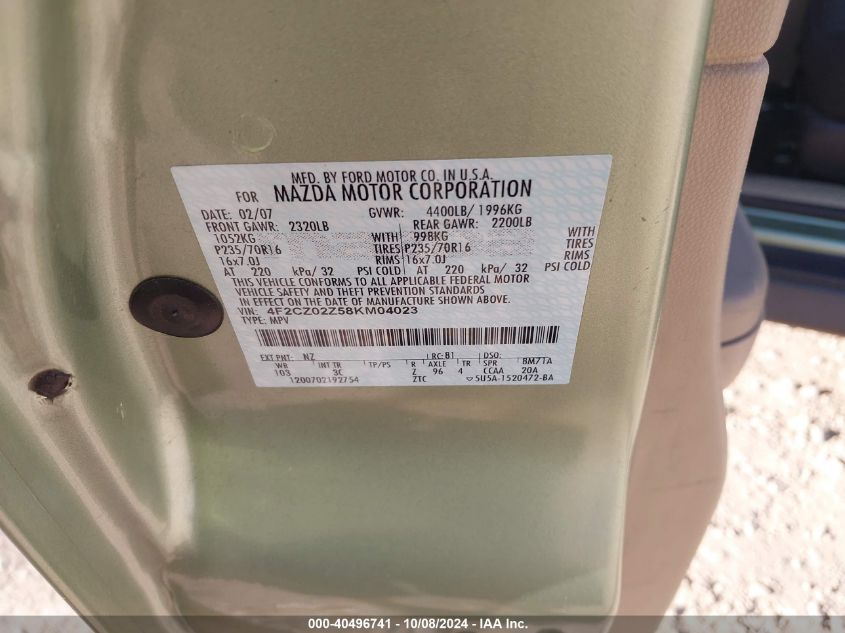 MFD. BY FORD MOTOR CO. IN U.S.A.
FOR MAZDA MOTOR CORPORATION
DATE: 02/07 GVWR: 4400LB/ 1996KG
FRONT GAWR: 2320LB REAR GAWR: 2200LB
1052KG WITH 998KG WITH
P235/70R16 TIRES P235/70R16 TIRES
16x7.0J RIMS 16x7.0J RIMS
AT 220 kPa/ 32 PSI COLD AT 220 kPa/ 32 PSI COLD
THIS VEHICLE CONFORMS TO ALL APPLICABLE FEDERAL MOTOR
VEHICLE SAFETY AND THEFT PREVENTION STANDARDS
IN EFFECT ON THE DATE OF MANUFACTURE SHOWN ABOVE.
VIN: 4F2CZ02Z58KM04023
TYPE: MPV
EXT PNT: NZ LRC: B1 DSO: 8M71A
WB INT TR TP/PS R AXLE TR SPR
103 3C Z 96 4 CCAA 20A
1200702192754 ZTC 5U5A-1520472-BA
000-40496741 - 10/08/2024 - IAA Inc.